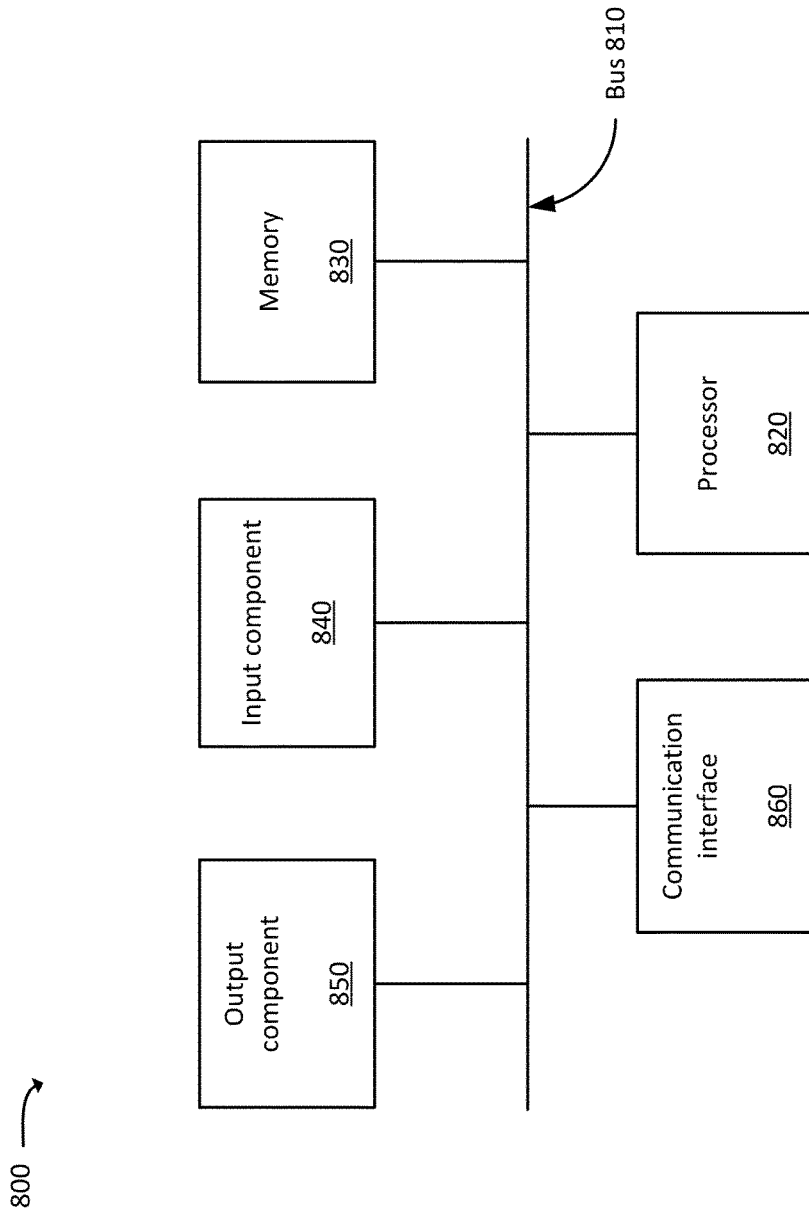 800
Output
component
850
Input component
840
Memory
830
Bus 810
Communication
interface
860
Processor
820